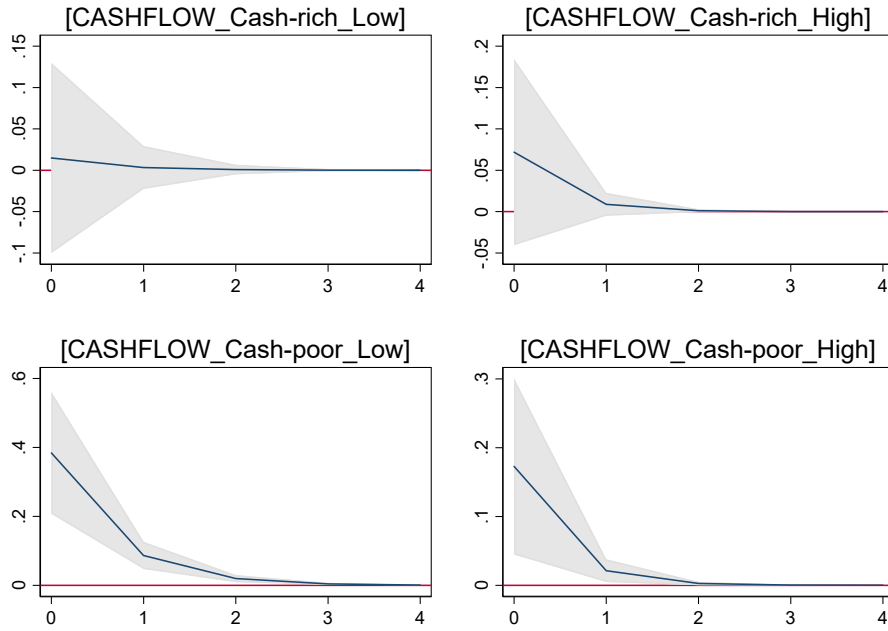 [CASHFLOW_Cash-rich_Low]
.15
.1
.05
0
-.05
-.1
0 1 2 3 4
[CASHFLOW_Cash-rich_High]
.2
.15
.1
.05
0
-.05
0 1 2 3 4
[CASHFLOW_Cash-poor_Low]
.6
.4
.2
0
0 1 2 3 4
[CASHFLOW_Cash-poor_High]
.3
.2
.1
0
0 1 2 3 4